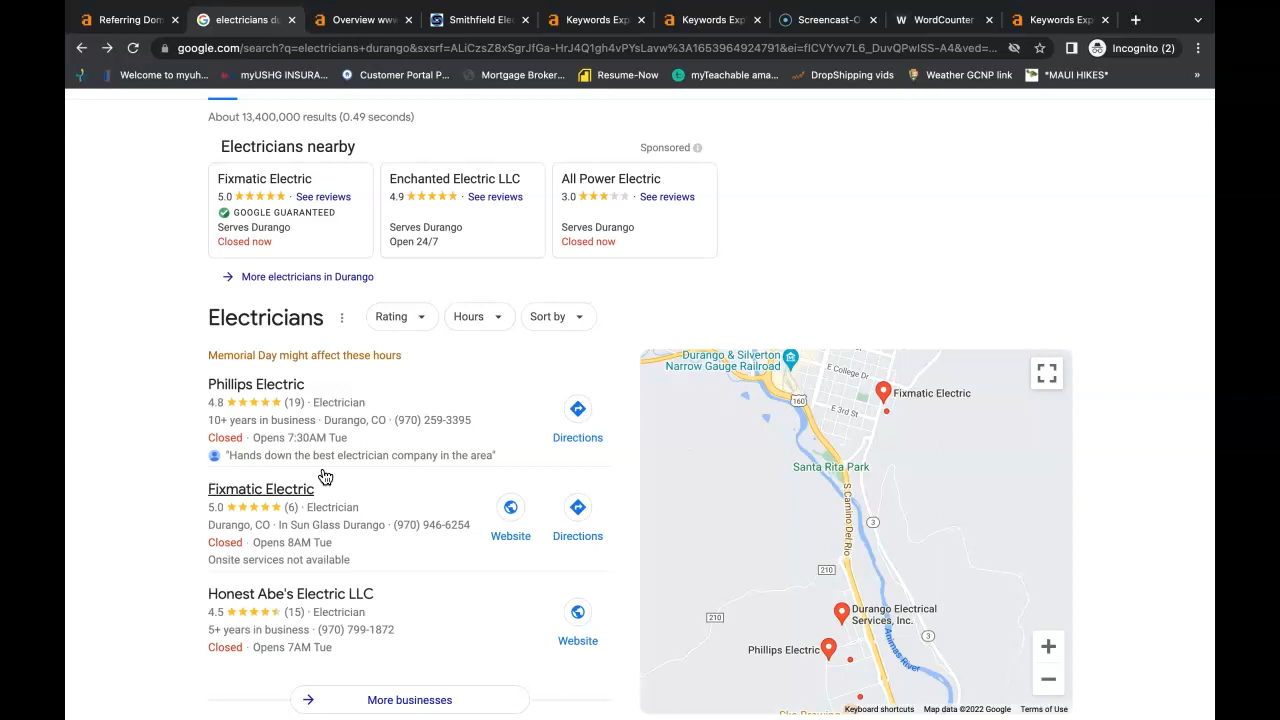 Referring Dom
electricians du
Overview www
Smithfield Elec
Keywords Exp
Keywords Exp
Screencast-O
WordCounter
Keywords Exp
google.com/search?q=electricians+durango&sxsrf=ALiCzsZ8xSgrJfGa-HrJ4Q1gh4vPYsLavw%3A1653964924791&ei=fICVYvv7L6_DuvQPwISS-A4&ved=...
Incognito (2)
Welcome to myuh...
myUSHG INSURA...
Customer Portal P...
Mortgage Broker...
Resume-Now
myTeachable ama...
DropShipping vids
Weather GCNP link
*MAUI HIKES*
»
About 13,400,000 results (0.49 seconds)
Electricians nearby
Sponsored
Fixmatic Electric
5.0 · See reviews
GOOGLE GUARANTEED
Serves Durango
Closed now
Enchanted Electric LLC
4.9 · See reviews
Serves Durango
Open 24/7
All Power Electric
3.0 · See reviews
Serves Durango
Closed now
More electricians in Durango
Electricians
Rating
Hours
Sort by
Memorial Day might affect these hours
Phillips Electric
4.8 (19) · Electrician
10+ years in business · Durango, CO · (970) 259-3395
Closed · Opens 7:30AM Tue
"Hands down the best electrician company in the area"
Directions
Fixmatic Electric
5.0 (6) · Electrician
Durango, CO · In Sun Glass Durango · (970) 946-6254
Closed · Opens 8AM Tue
Onsite services not available
Website
Directions
Honest Abe's Electric LLC
4.5 (15) · Electrician
5+ years in business · (970) 799-1872
Closed · Opens 7AM Tue
Website
More businesses
Durango & Silverton
Narrow Gauge Railroad
E College Dr
160
Fixmatic Electric
E 3rd St
Santa Rita Park
S Camino Del Rio
3
210
210
Durango Electrical
Services, Inc.
3
Phillips Electric
Animas River
Ska Brewing
Keyboard shortcuts
Map data ©2022 Google
Terms of Use